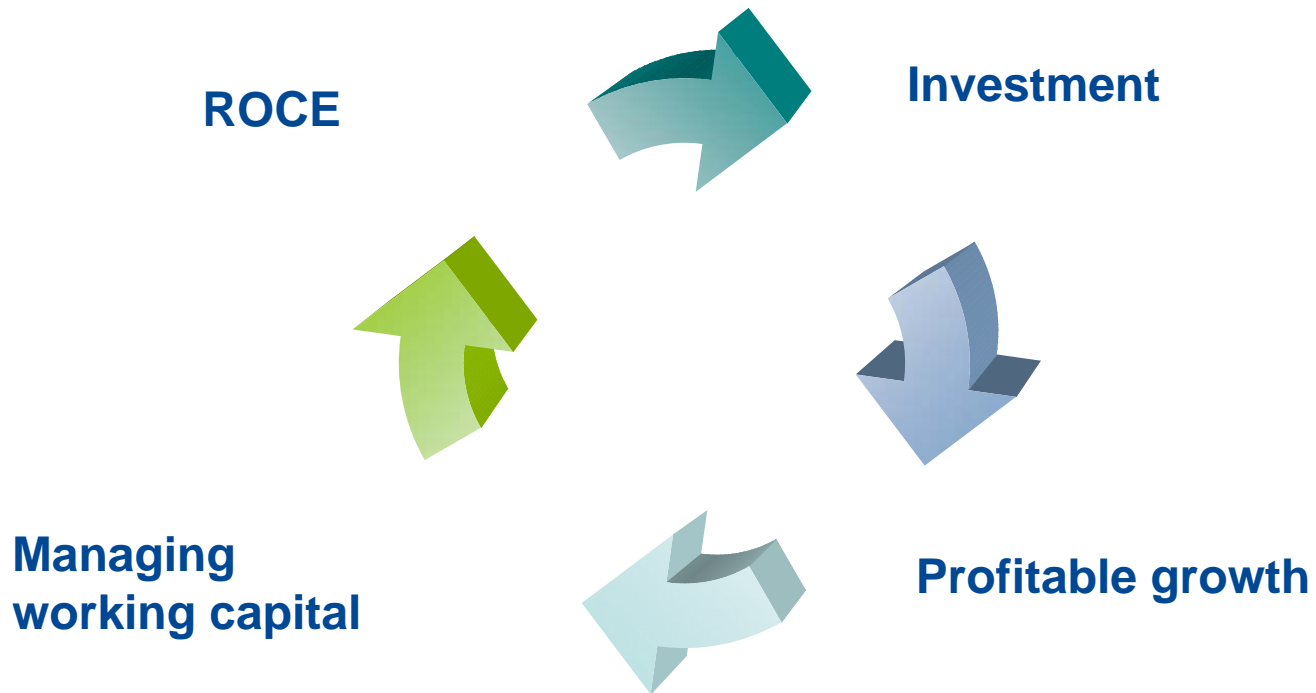 ROCE
Investment
Managing
working capital
Profitable growth